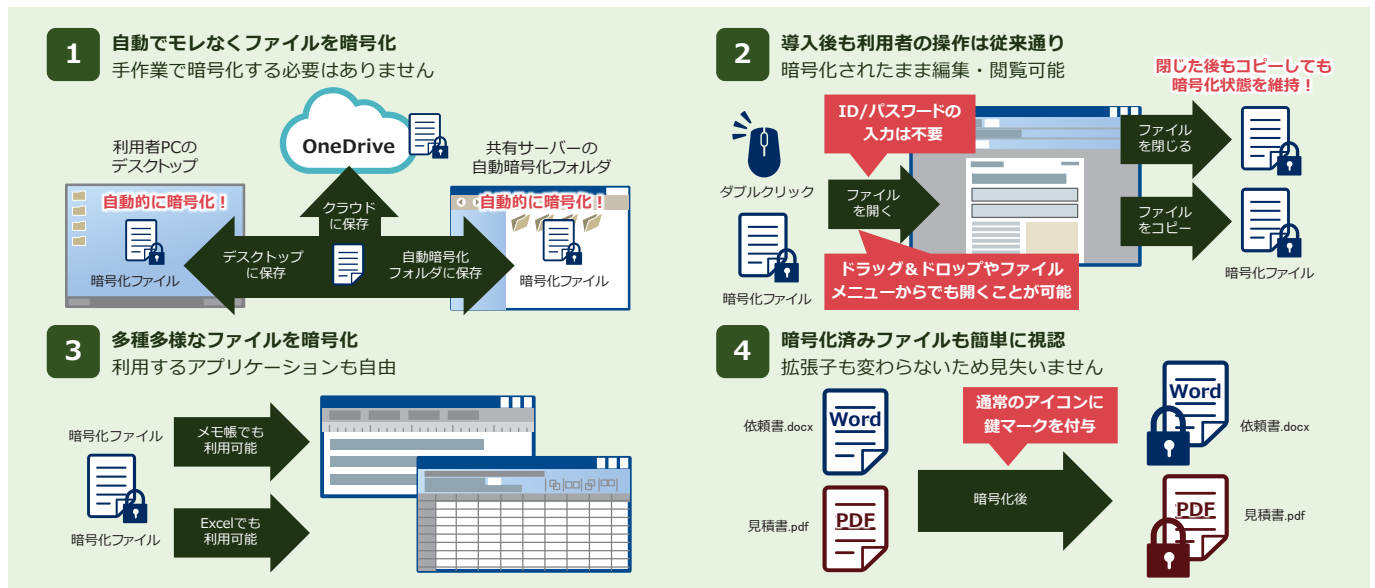 1
自動でモレなくファイルを暗号化
手作業で暗号化する必要はありません
OneDrive
利用者PCの
デスクトップ
共有サーバーの
自動暗号化フォルダ
自動的に暗号化！
クラウド
に保存
自動的に暗号化！
デスクトップ
に保存
自動暗号化
フォルダに保存
暗号化ファイル
暗号化ファイル
2
導入後も利用者の操作は従来通り
暗号化されたまま編集・閲覧可能
閉じた後もコピーしても
暗号化状態を維持！
ID/パスワードの
入力は不要
ダブルクリック
ファイル
を開く
ファイル
を閉じる
ファイル
をコピー
ドラッグ＆ドロップやファイル
メニューからでも開くことが可能
暗号化ファイル
暗号化ファイル
3
多種多様なファイルを暗号化
利用するアプリケーションも自由
暗号化ファイル
メモ帳でも
利用可能
Excelでも
利用可能
暗号化ファイル
4
暗号化済みファイルも簡単に視認
拡張子も変わらないため見失いません
通常のアイコンに
鍵マークを付与
依頼書.docx
Word
Word
依頼書.docx
暗号化後
見積書.pdf
PDF
PDF
見積書.pdf